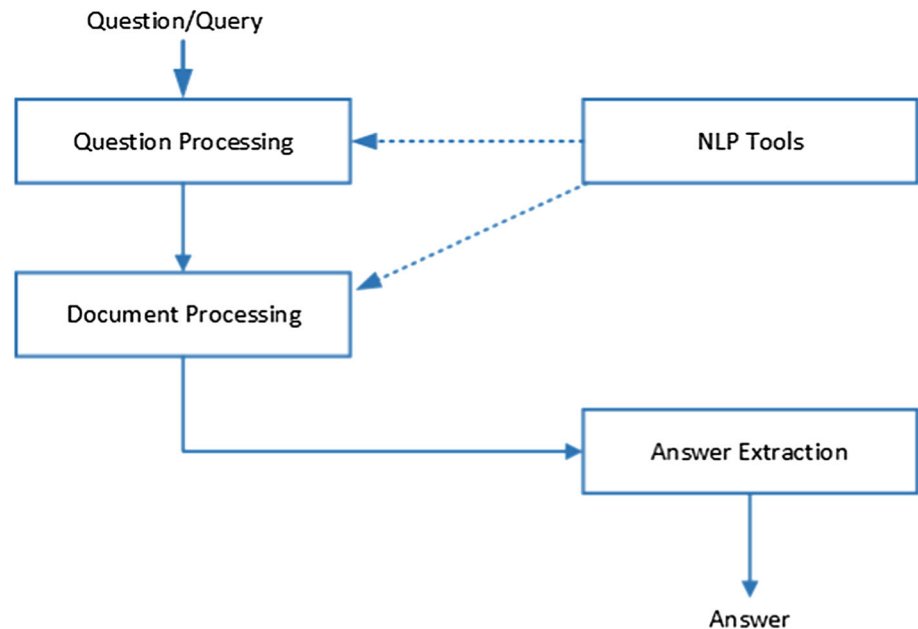 Question/Query
Question Processing
NLP Tools
Document Processing
Answer Extraction
Answer